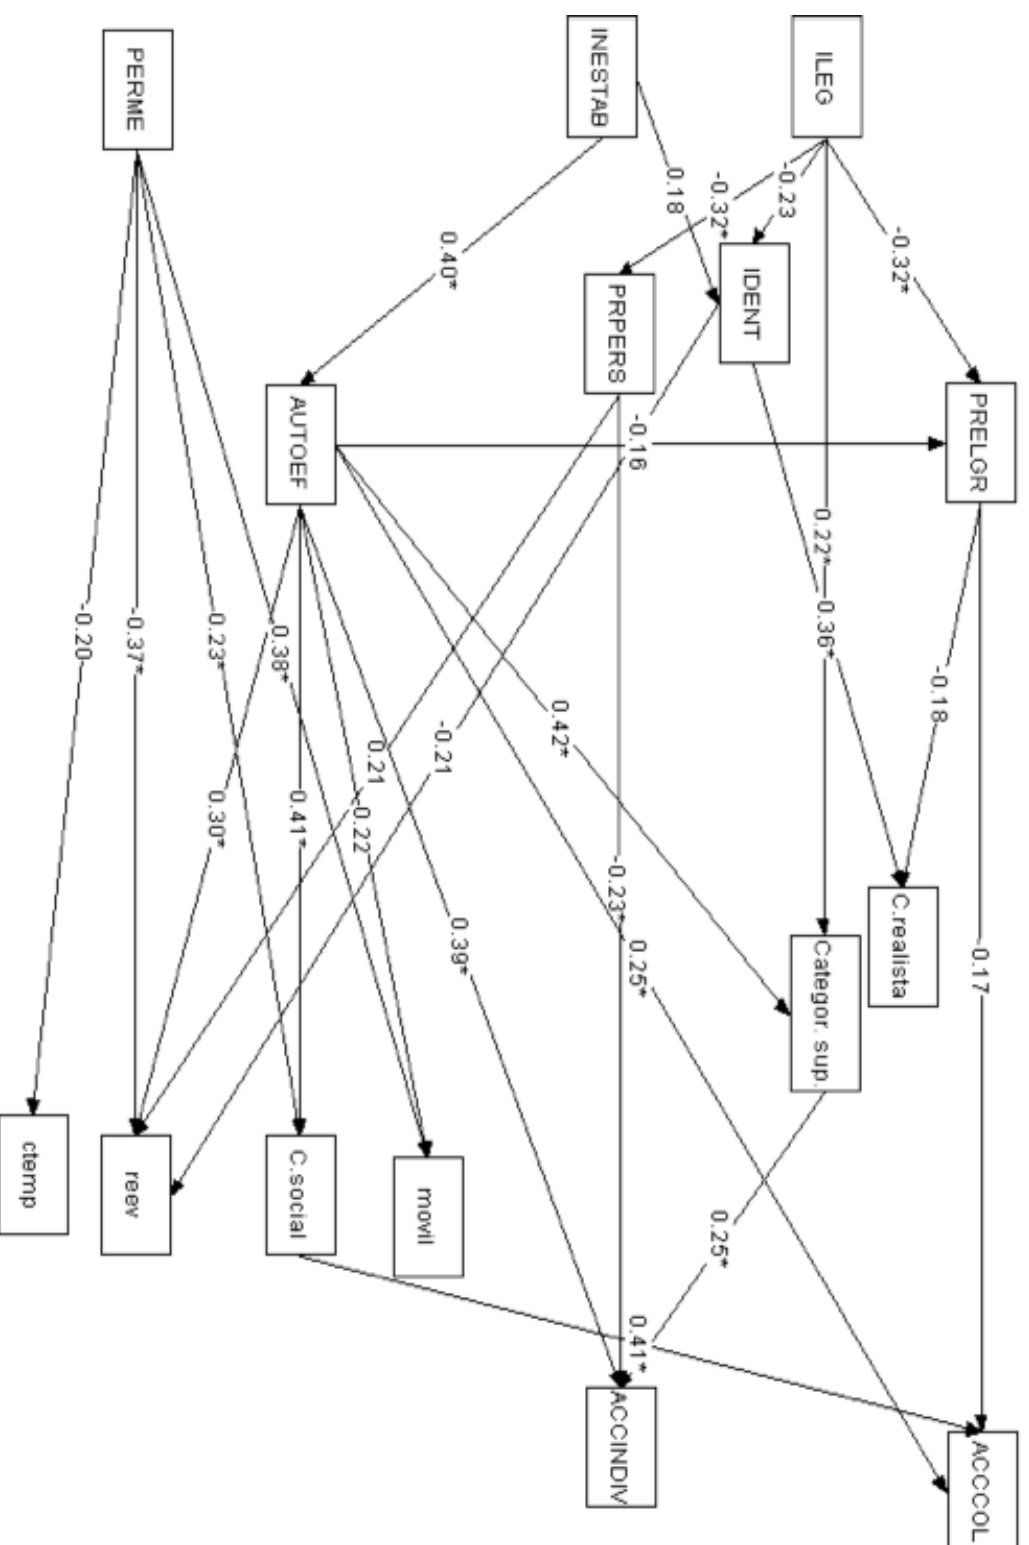 ILEG
INESTAB
PERME
-0.32*
-0.23
-0.32*
0.18
0.40*
IDENT
PRPERS
PRELGR
AUTOEF
-0.16
0.22*
0.36*
-0.18
0.17
0.42*
-0.23*
0.25*
0.39*
-0.21
0.21
0.22
0.38*
0.41*
0.30*
0.23*
-0.37*
-0.20
C.realista
Categor. sup.
0.25*
0.41*
movil
C.social
reev
ctemp
ACCINDIV
ACCCOL